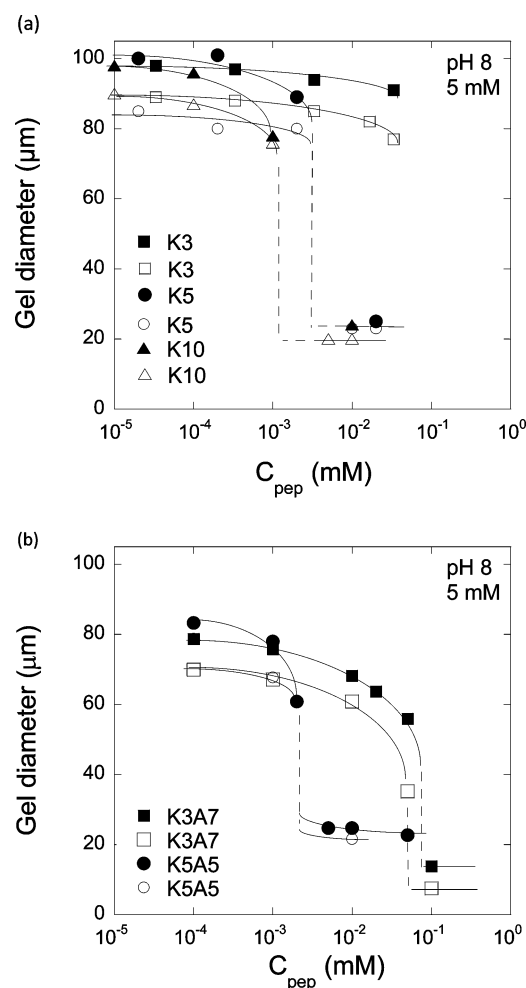 (a)
100
80
60
40
20
0
Gel diameter (μm)
pH 8
5 mM
K3
K3
K5
K5
K10
K10
10⁻⁵
10⁻⁴
10⁻³
10⁻²
10⁻¹
10⁰
C_pep (mM)
(b)
100
80
60
40
20
0
Gel diameter (μm)
pH 8
5 mM
K3A7
K3A7
K5A5
K5A5
10⁻⁵
10⁻⁴
10⁻³
10⁻²
10⁻¹
10⁰
C_pep (mM)